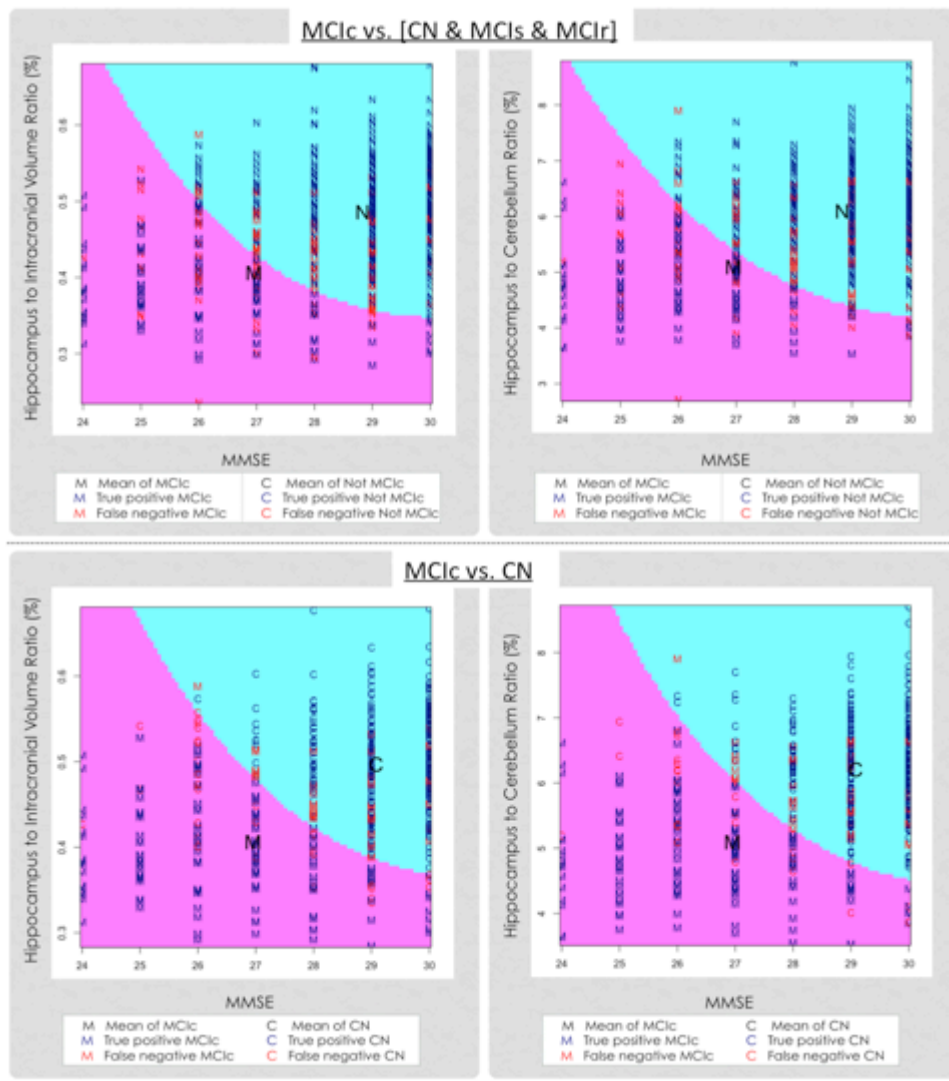 MCIc vs. [CN & MCIs & MCIr]
Hippocampus to Intracranial Volume Ratio (%)
0.6
0.5
0.4
0.3
N
M
24 25 26 27 28 29 30
MMSE
M Mean of MCIc C Mean of Not MCIc
M True positive MCIc C True positive Not MCIc
M False negative MCIc C False negative Not MCIc
Hippocampus to Cerebellum Ratio (%)
8
7
6
5
4
3
N
M
24 25 26 27 28 29 30
MMSE
M Mean of MCIc C Mean of Not MCIc
M True positive MCIc C True positive Not MCIc
M False negative MCIc C False negative Not MCIc
MCIc vs. CN
Hippocampus to Intracranial Volume Ratio (%)
0.6
0.5
0.4
0.3
C
M
24 25 26 27 28 29 30
MMSE
M Mean of MCIc C Mean of CN
M True positive MCIc C True positive CN
M False negative MCIc C False negative CN
Hippocampus to Cerebellum Ratio (%)
8
7
6
5
4
C
M
24 25 26 27 28 29 30
MMSE
M Mean of MCIc C Mean of CN
M True positive MCIc C True positive CN
M False negative MCIc C False negative CN